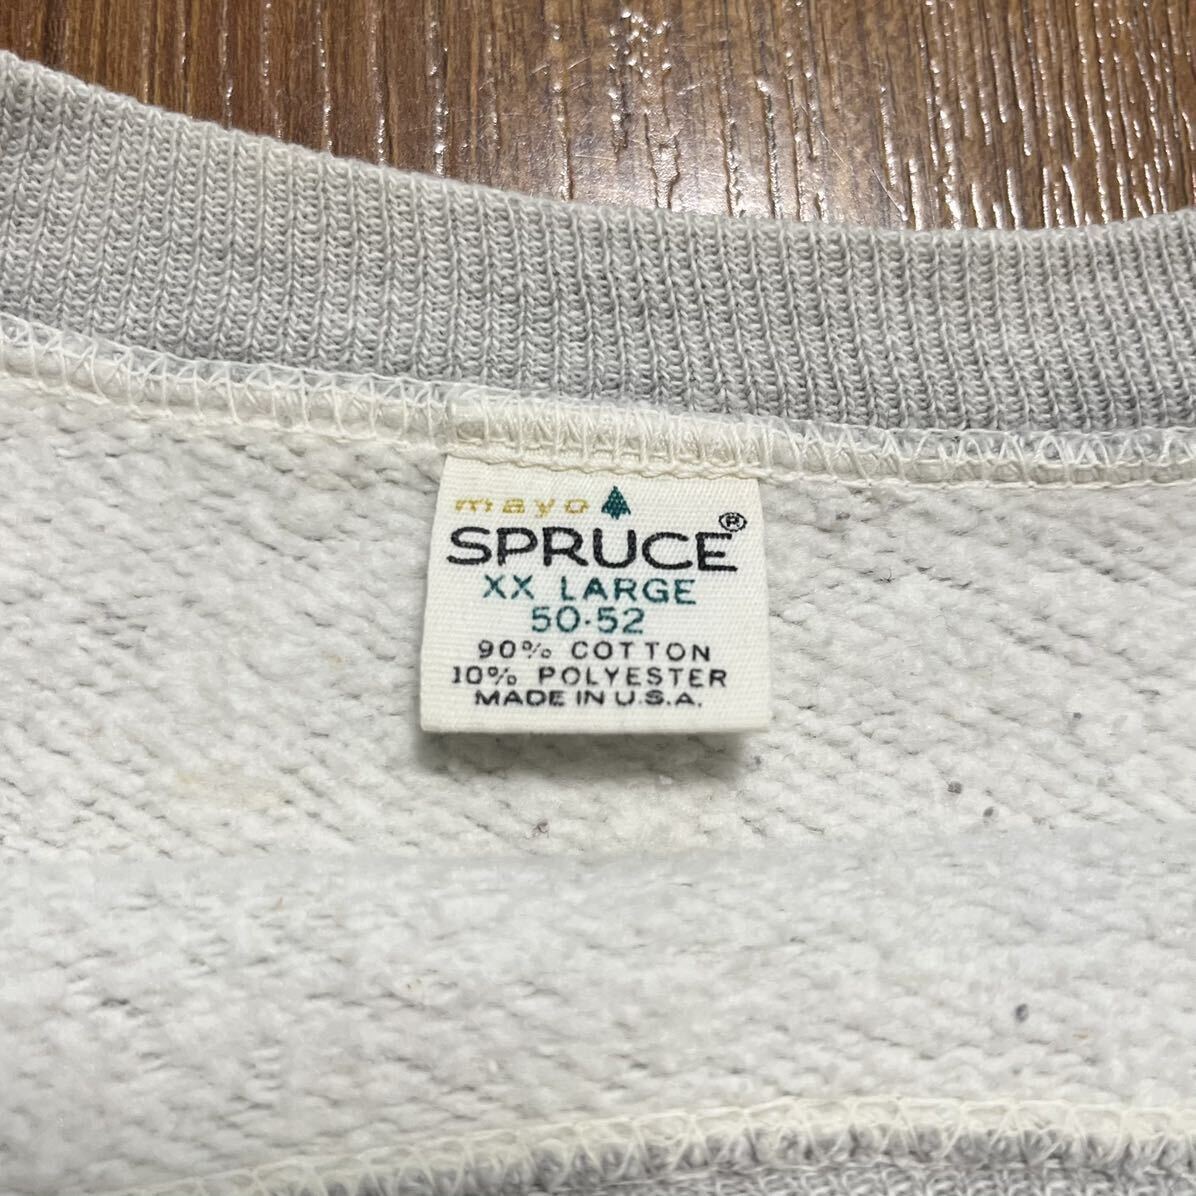 mayo
SPRUCE®
XX LARGE
50·52
90% COTTON
10% POLYESTER
MADE IN U.S.A.